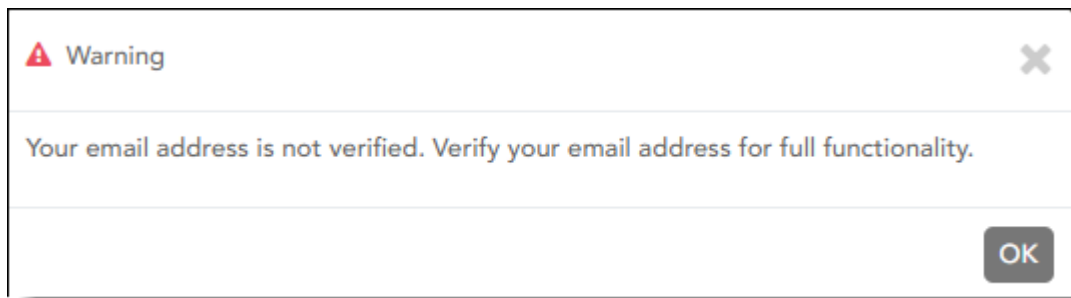 Warning
Your email address is not verified. Verify your email address for full functionality.
OK